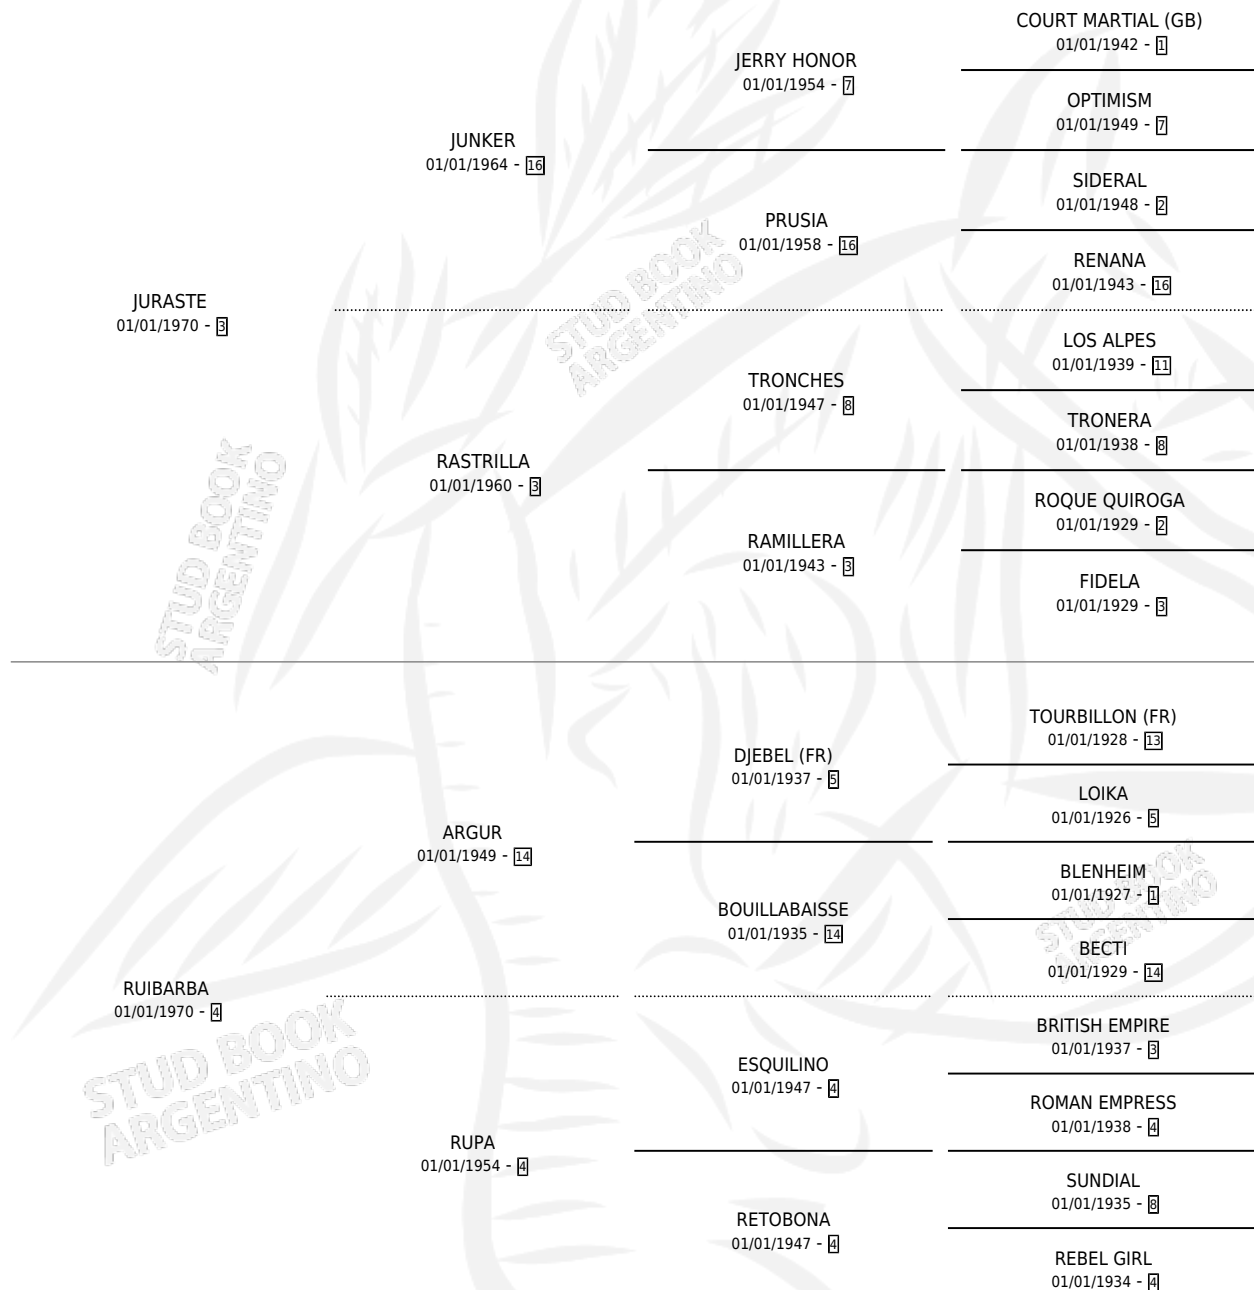 COURT MARTIAL (GB)
01/01/1942 - 1
JERRY HONOR
01/01/1954 - 7
OPTIMISM
01/01/1949 - 7
JUNKER
01/01/1964 - 16
SIDERAL
01/01/1948 - 2
PRUSIA
01/01/1958 - 16
RENANA
01/01/1943 - 16
JURASTE
01/01/1970 - 3
STUD BOOK
ARGENTINO
LOS ALPES
01/01/1939 - 11
TRONCHES
01/01/1947 - 8
TRONERA
01/01/1938 - 8
RASTRILLA
01/01/1960 - 3
ROQUE QUIROGA
01/01/1929 - 2
RAMILLERA
01/01/1943 - 3
FIDELA
01/01/1929 - 3
STUD BOOK
ARGENTINO
TOURBILLON (FR)
01/01/1928 - 13
DJEBEL (FR)
01/01/1937 - 5
LOIKA
01/01/1926 - 5
ARGUR
01/01/1949 - 14
BLENHEIM
01/01/1927 - 1
BOUILLABAISSE
01/01/1935 - 14
STUD BOOK
ARGENTINO
BECTI
01/01/1929 - 14
RUIBARBA
01/01/1970 - 4
STUD BOOK
ARGENTINO
BRITISH EMPIRE
01/01/1937 - 3
ESQUILINO
01/01/1947 - 4
ROMAN EMPRESS
01/01/1938 - 4
RUPA
01/01/1954 - 4
SUNDIAL
01/01/1935 - 8
RETOBONA
01/01/1947 - 4
REBEL GIRL
01/01/1934 - 4